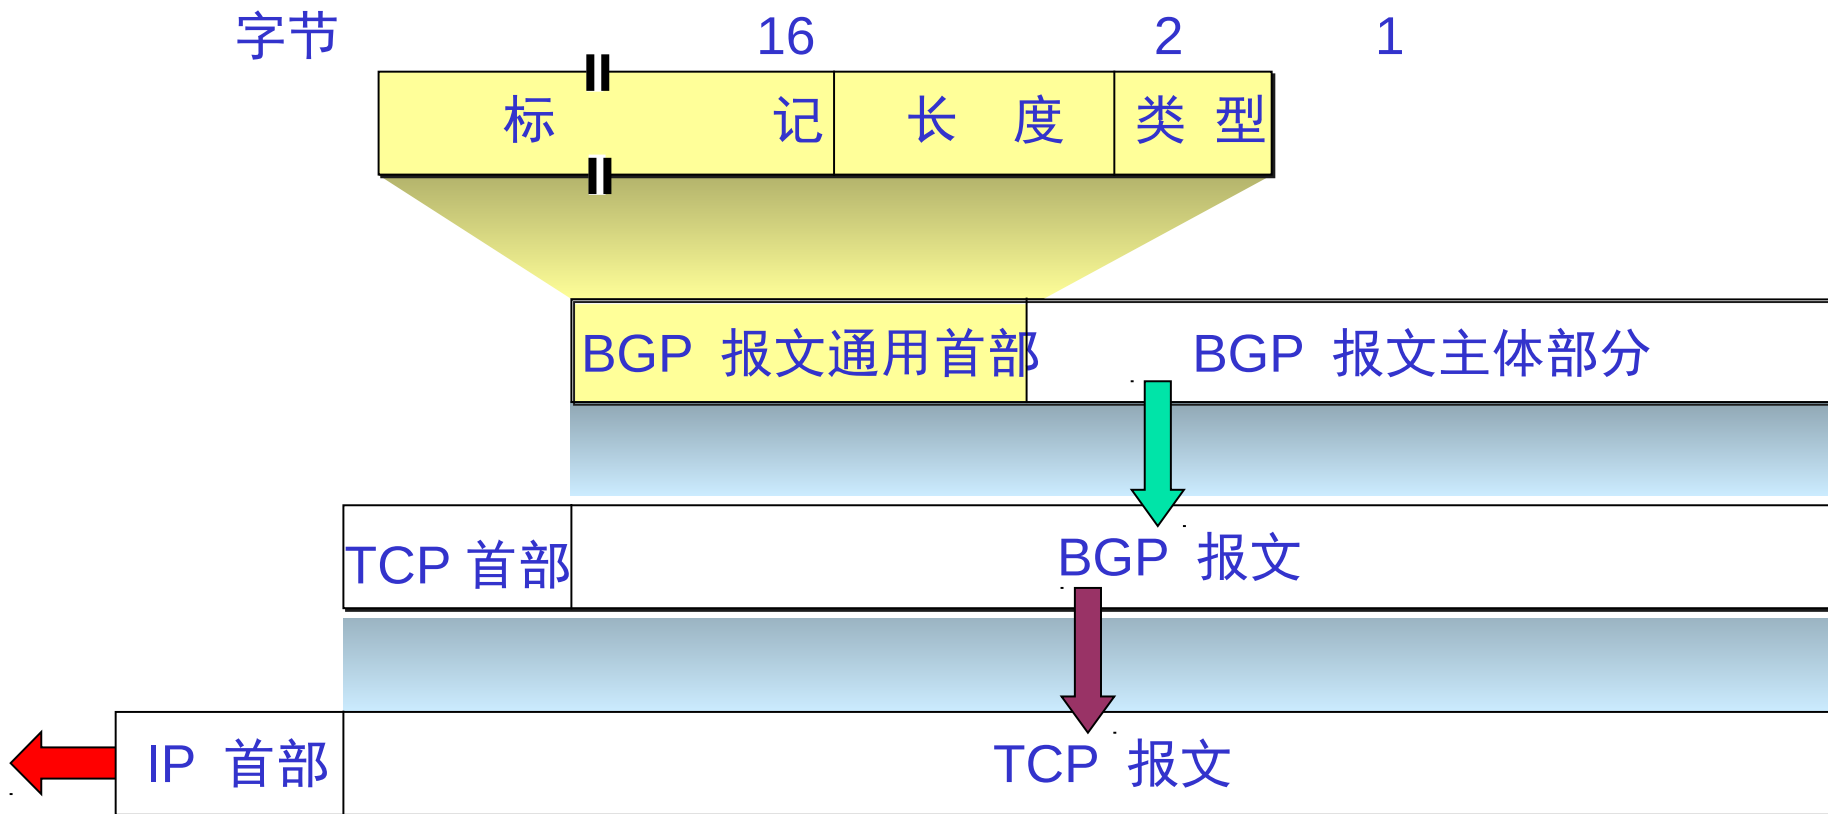 字节 16 2 1
标 记 长 度 类 型
BGP 报文通用首部 BGP 报文主体部分
TCP 首部 BGP 报文
IP 首部 TCP 报文